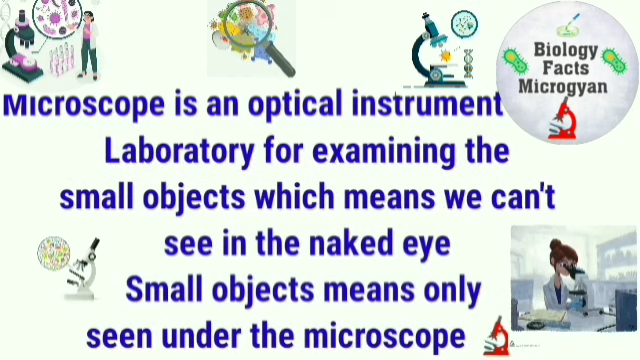 Biology
Facts
Microgyan
Microscope is an optical instrument
Laboratory for examining the
small objects which means we can't
see in the naked eye
Small objects means only
seen under the microscope